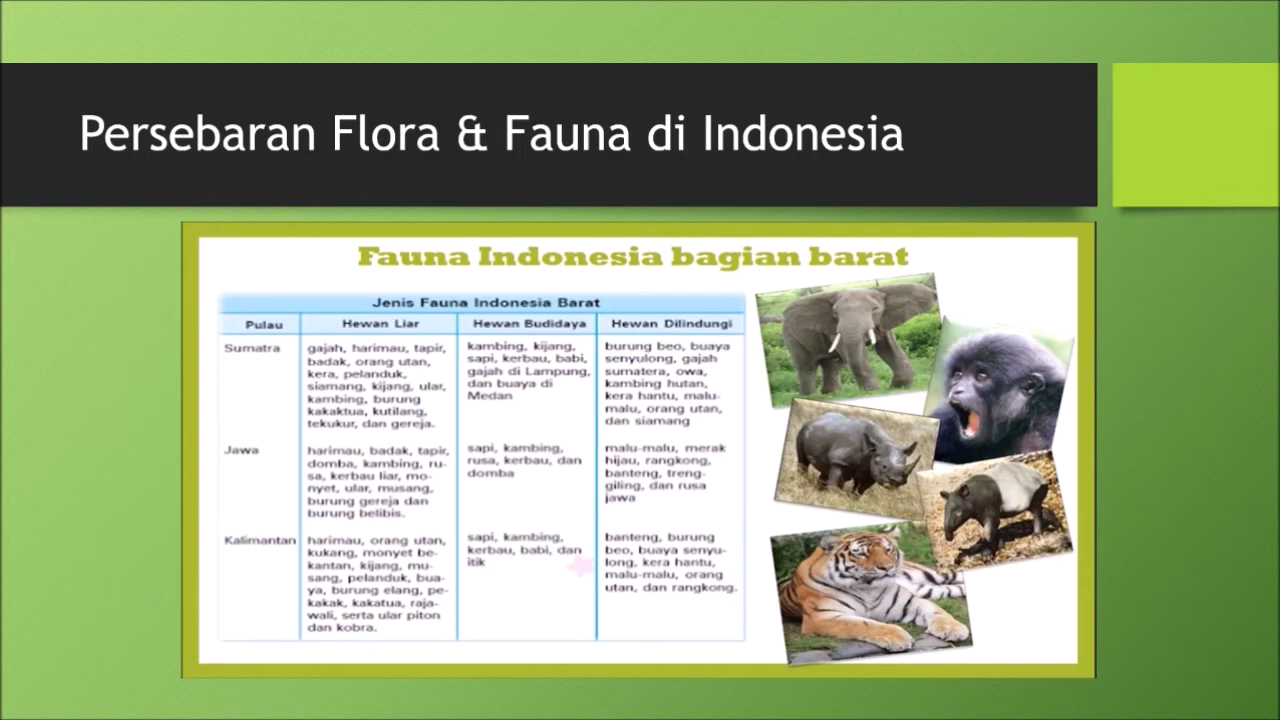 Persebaran Flora & Fauna di Indonesia
Fauna Indonesia bagian barat
Jenis Fauna Indonesia Barat
Pulau
Hewan Liar
Hewan Budidaya
Hewan Dilindungi
Sumatra
gajah, harimau, tapir,
badak, orang utan,
kera, pelanduk,
siamang, kijang, ular,
kambing, burung
kakaktua, kutilang,
tekukur, dan gereja.
kambing, kijang,
sapi, kerbau, babi,
gajah di Lampung,
dan buaya di
Medan
burung beo, buaya
senyulong, gajah
sumatera, owa,
kambing hutan,
kera hantu, malu-
malu, orang utan,
dan siamang
Jawa
harimau, badak, tapir,
domba, kambing, ru-
sa, kerbau liar, mo-
nyet, ular, musang,
burung gereja dan
burung belibis.
sapi, kambing,
rusa, kerbau, dan
domba
malu-malu, merak
hijau, rangkong,
banteng, treng-
giling, dan rusa
jawa
Kalimantan
harimau, orang utan,
kukang, monyet be-
kantan, kijang, mu-
sang, pelanduk, bua-
ya, burung elang, pe-
kakak, kakatua, raja-
wali, serta ular piton
dan kobra.
sapi, kambing,
kerbau, babi, dan
itik
banteng, burung
beo, buaya senyu-
long, kera hantu,
malu-malu, orang
utan, dan rangkong.